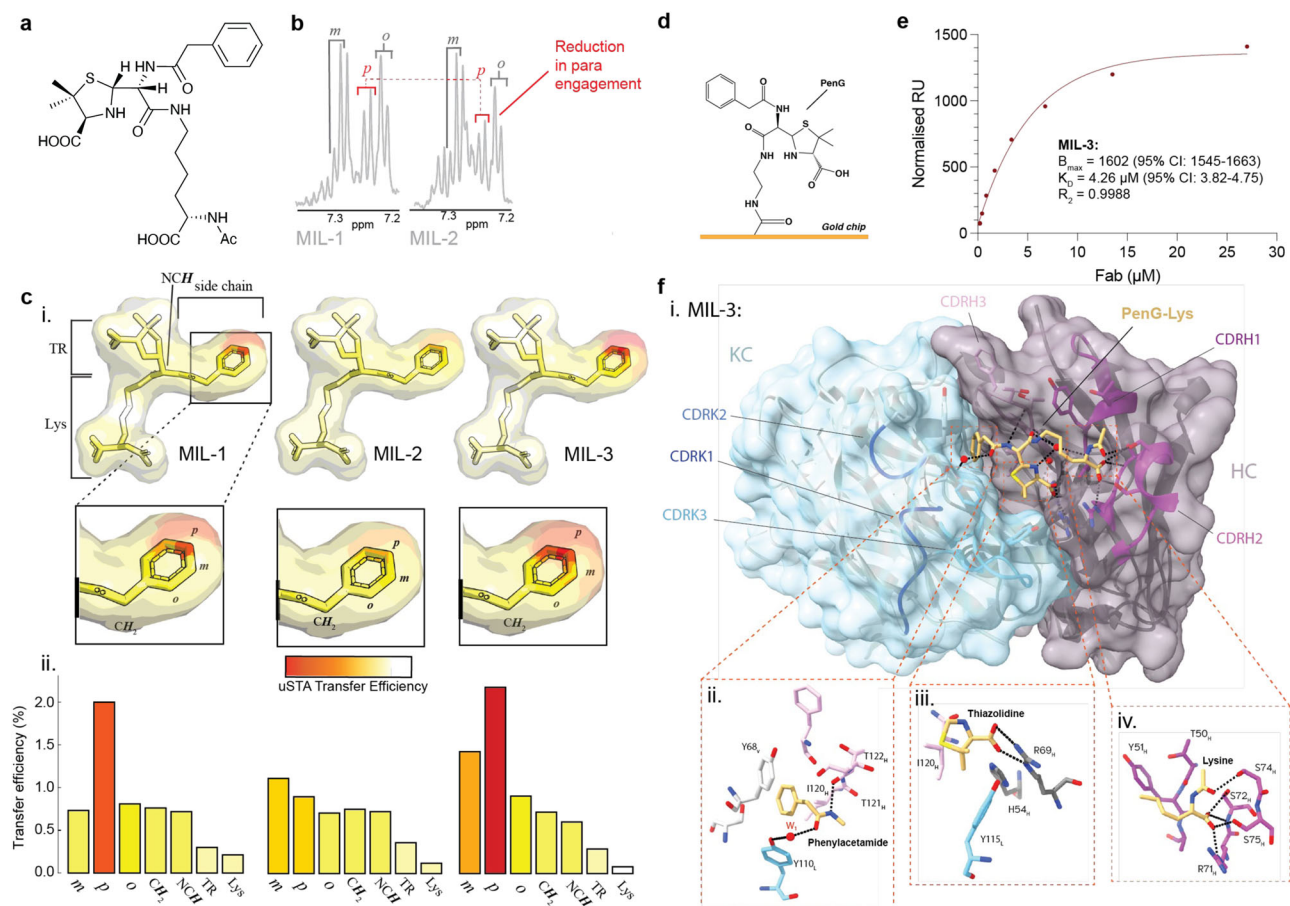 a
S
H
H
N
H
O
NH
O
NH
HOOC
HOOC
N
H
Ac
b
m
p
o
m
p
o
Reduction
in para
engagement
7.3
ppm
7.2
7.3
ppm
7.2
MIL-1
MIL-2
c
i.
NCH
side chain
TR
Lys
MIL-1
MIL-2
MIL-3
p
m
o
CH2
p
m
o
CH2
p
m
o
CH2
uSTA Transfer Efficiency
ii.
Transfer efficiency (%)
2.0
1.5
1.0
0.5
0.0
m p o CH2 NCH TR Lys
m p o CH2 NCH TR Lys
m p o CH2 NCH TR Lys
d
PenG
O
H
N
S
O
NH
HN
O
OH
NH
O
Gold chip
e
Normalised RU
1500
1000
500
0
0 5 10 15 20 25 30
Fab (µM)
MIL-3:
Bmax = 1602 (95% CI: 1545-1663)
KD = 4.26 µM (95% CI: 3.82-4.75)
R2 = 0.9988
f
i. MIL-3:
CDRH3
PenG-Lys
CDRH1
KC
CDRK2
CDRK1
CDRK3
HC
CDRH2
ii.
Y68K
T122H
I120H
T121H
W1
Phenylacetamide
Y110L
iii.
Thiazolidine
I120H
R69H
H54H
Y115L
iv.
T50H
Y51H
Lysine
S74H
S72H
S75H
R71H